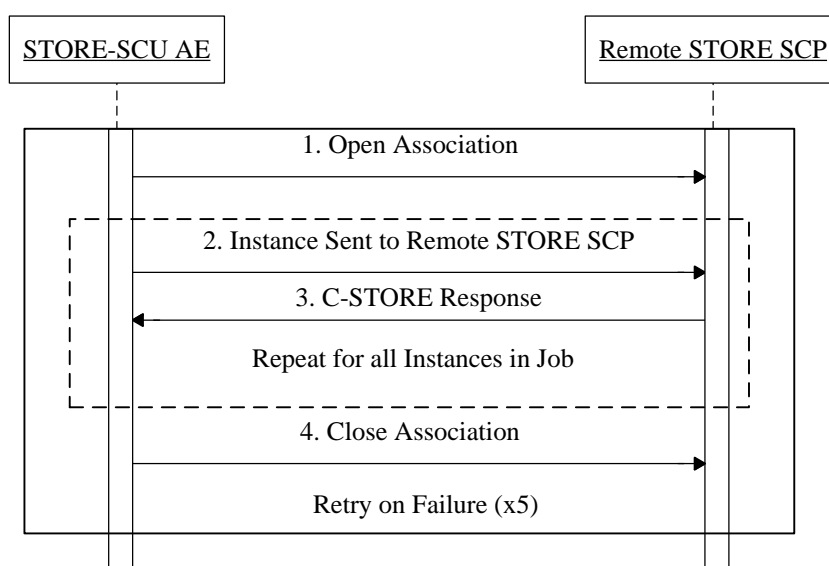 STORE-SCU AE
Remote STORE SCP
1. Open Association
2. Instance Sent to Remote STORE SCP
3. C-STORE Response
Repeat for all Instances in Job
4. Close Association
Retry on Failure (x5)